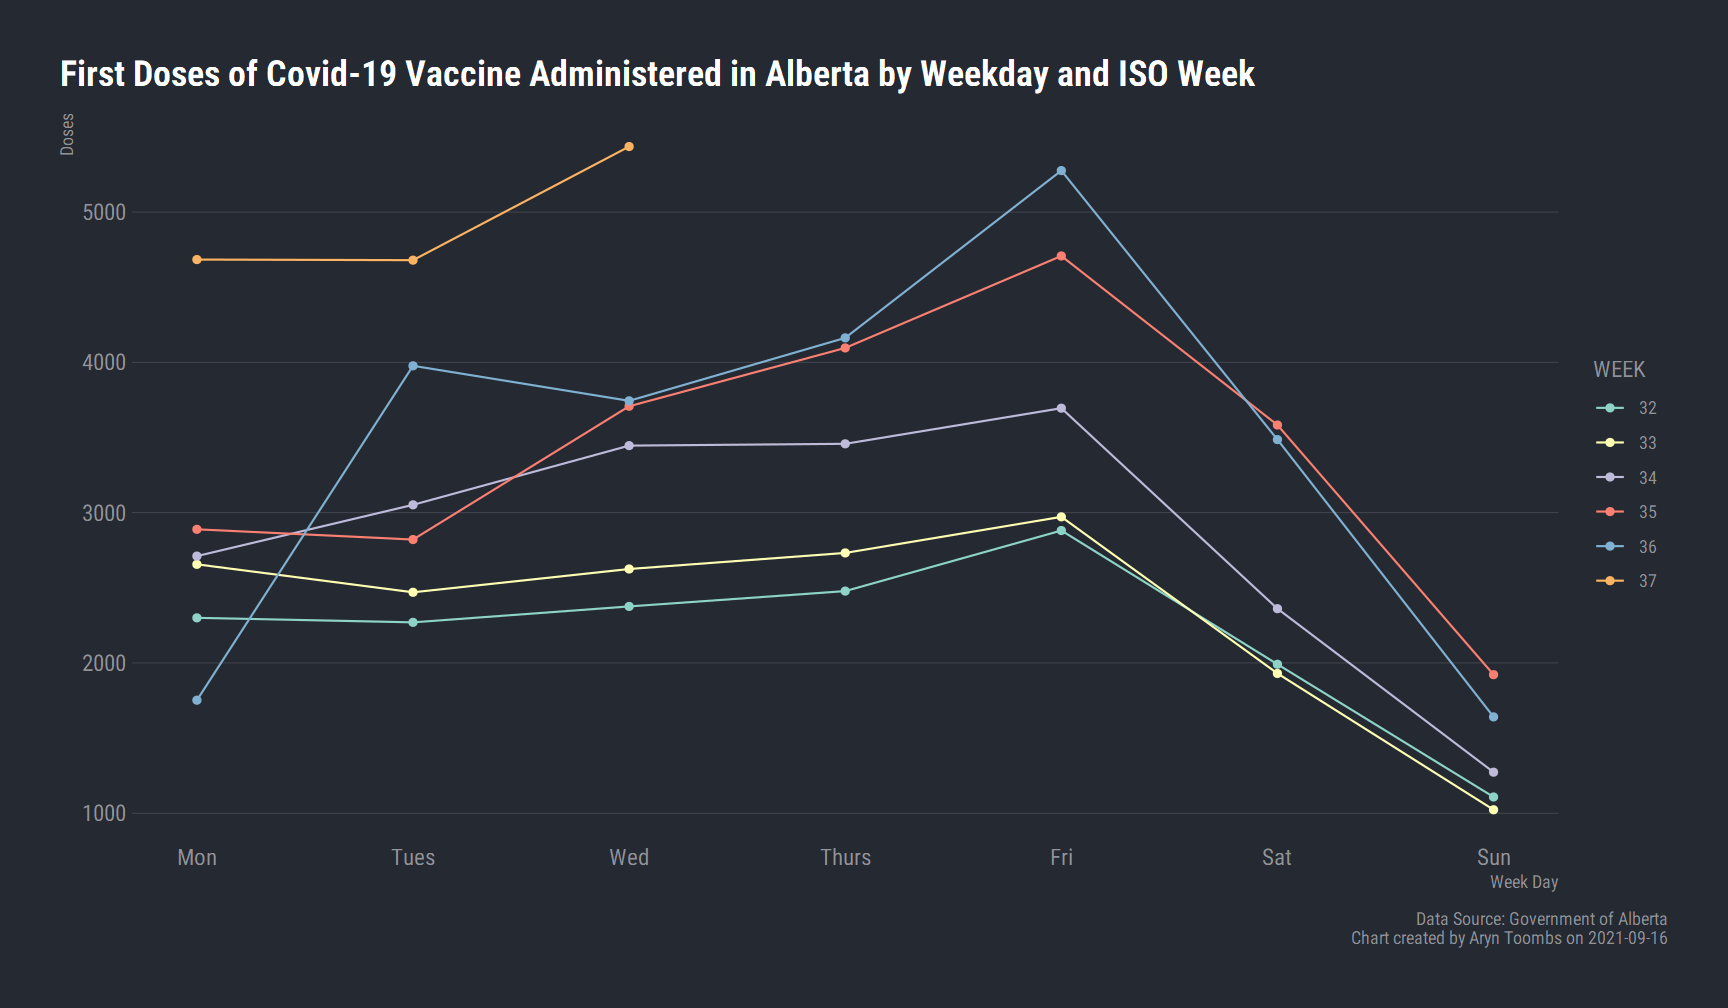 First Doses of Covid-19 Vaccine Administered in Alberta by Weekday and ISO Week
Doses
5000
4000
3000
2000
1000
Mon Tues Wed Thurs Fri Sat Sun
Week Day
WEEK
32
33
34
35
36
37
Data Source: Government of Alberta
Chart created by Aryn Toombs on 2021-09-16